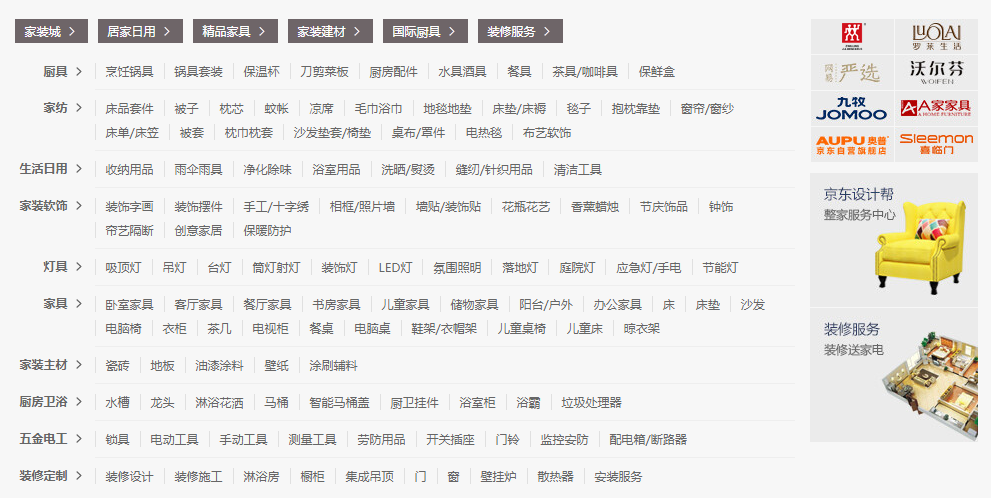 家装城 > 居家日用 > 精品家具 > 家装建材 > 国际厨具 > 装修服务 >
厨具 > 烹饪锅具 锅具套装 保温杯 刀剪菜板 厨房配件 水具酒具 餐具 茶具/咖啡具 保鲜盒
家纺 > 床品套件 被子 枕芯 蚊帐 凉席 毛巾浴巾 地毯地垫 床垫/床褥 毯子 抱枕靠垫 窗帘/窗纱
床单/床笠 被套 枕巾枕套 沙发垫套/椅垫 桌布/罩件 电热毯 布艺软饰
生活日用 > 收纳用品 雨伞雨具 净化除味 浴室用品 洗晒/熨烫 缝纫/针织用品 清洁工具
家装软饰 > 装饰字画 装饰摆件 手工/十字绣 相框/照片墙 墙贴/装饰贴 花瓶花艺 香薰蜡烛 节庆饰品 钟饰
帘艺隔断 创意家居 保暖防护
灯具 > 吸顶灯 吊灯 台灯 筒灯射灯 装饰灯 LED灯 氛围照明 落地灯 庭院灯 应急灯/手电 节能灯
家具 > 卧室家具 客厅家具 餐厅家具 书房家具 儿童家具 储物家具 阳台/户外 办公家具 床 床垫 沙发
电脑椅 衣柜 茶几 电视柜 餐桌 电脑桌 鞋架/衣帽架 儿童桌椅 儿童床 晾衣架
家装主材 > 瓷砖 地板 油漆涂料 壁纸 涂刷辅料
厨房卫浴 > 水槽 龙头 淋浴花洒 马桶 智能马桶盖 厨卫挂件 浴室柜 浴霸 垃圾处理器
五金电工 > 锁具 电动工具 手动工具 测量工具 劳防用品 开关插座 门铃 监控安防 配电箱/断路器
装修定制 > 装修设计 装修施工 淋浴房 橱柜 集成吊顶 门 窗 壁挂炉 散热器 安装服务
LUOLAI
罗莱生活
网易严选
沃尔芬
WOIFEN
九牧
JOMOO
A家家具
A HOME FURNITURE
AUPU奥普
京东自营旗舰店
Sleemon
喜临门
京东设计帮
整家服务中心
装修服务
装修送家电